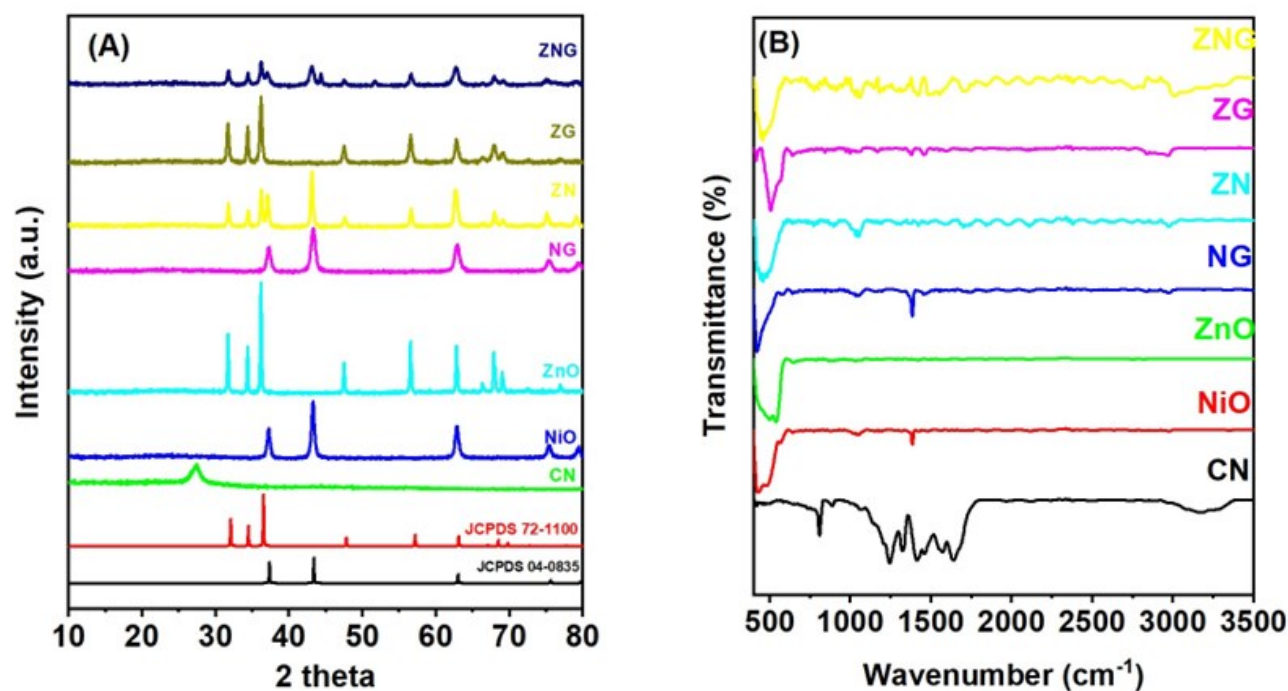 (A)
ZNG
ZG
ZN
NG
ZnO
NiO
CN
JCPDS 72-1100
JCPDS 04-0835
Intensity (a.u.)
10 20 30 40 50 60 70 80
2 theta
(B)
ZNG
ZG
ZN
NG
ZnO
NiO
CN
Transmittance (%)
500 1000 1500 2000 2500 3000 3500
Wavenumber (cm⁻¹)